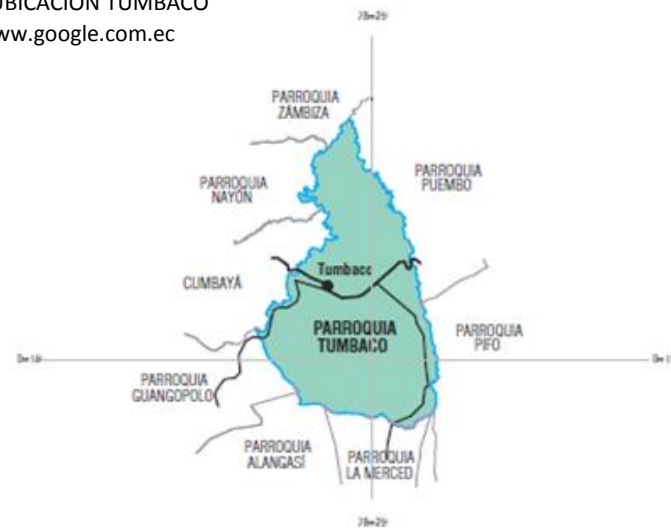 UBICACIÓN TUMBACO
ww.google.com.ec
PARROQUIA
ZÁMBIZA
PARROQUIA
NAYÓN
PARROQUIA
PUEMBO
CUMBAYÁ
Tumbaco
PARROQUIA
TUMBACO
PARROQUIA
PIFO
PARROQUIA
GUANGOPOLO
PARROQUIA
ALANGASÍ
PARROQUIA
LA MERCED